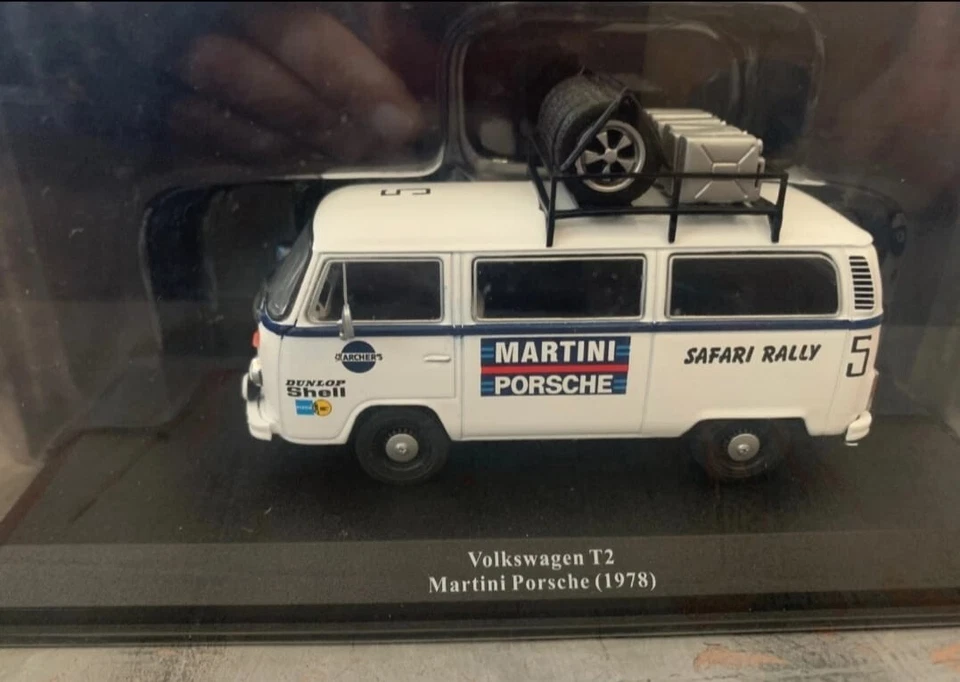 5
MARTINI
PORSCHE
SAFARI RALLY
5
ARCHER'S
DUNLOP
Shell
Volkswagen T2
Martini Porsche (1978)